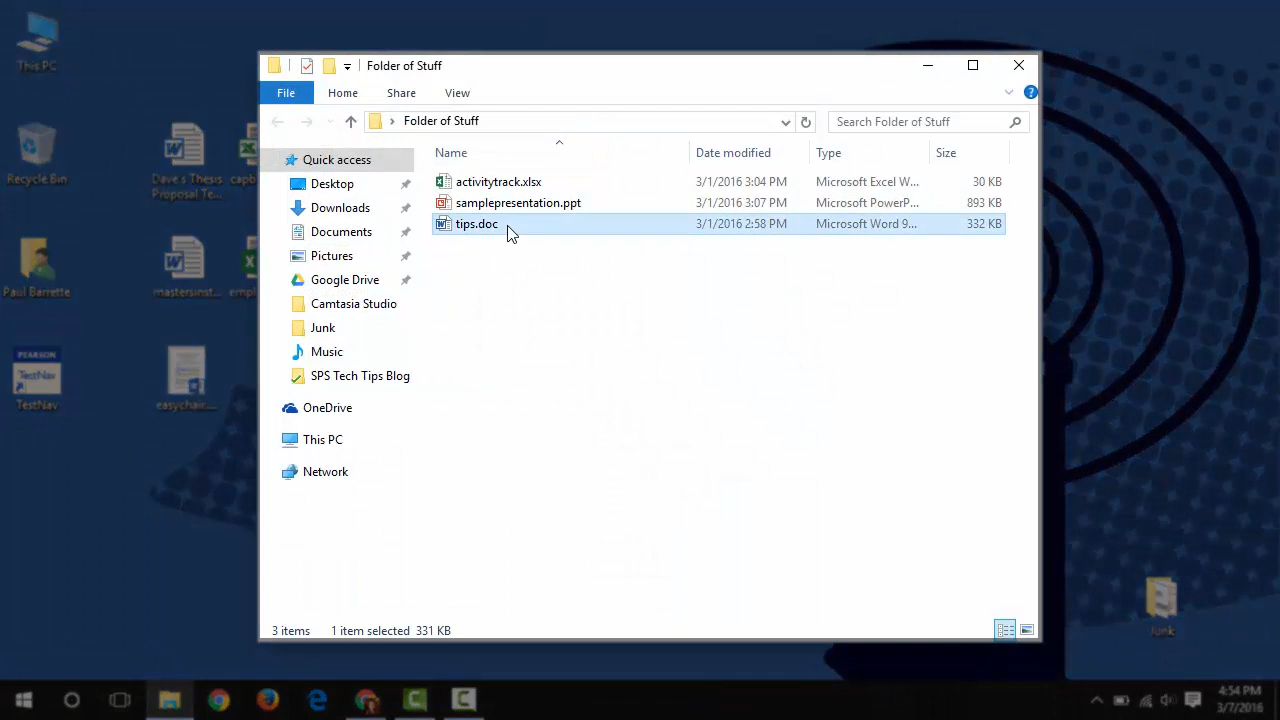 This PC
Recycle Bin
Paul Barrette
PEARSON
TestNav
TestNav
Dave's Thesis
Proposal Te...
mastersinst...
easychair....
capb
empl
Folder of Stuff
File
Home
Share
View
Folder of Stuff
Search Folder of Stuff
Name
Date modified
Type
Size
activitytrack.xlsx 3/1/2016 3:04 PM Microsoft Excel W... 30 KB
samplepresentation.ppt 3/1/2016 3:07 PM Microsoft PowerP... 893 KB
tips.doc 3/1/2016 2:58 PM Microsoft Word 9... 332 KB
Quick access
Desktop
Downloads
Documents
Pictures
Google Drive
Camtasia Studio
Junk
Music
SPS Tech Tips Blog
OneDrive
This PC
Network
3 items 1 item selected 331 KB
Junk
4:54 PM
3/7/2016